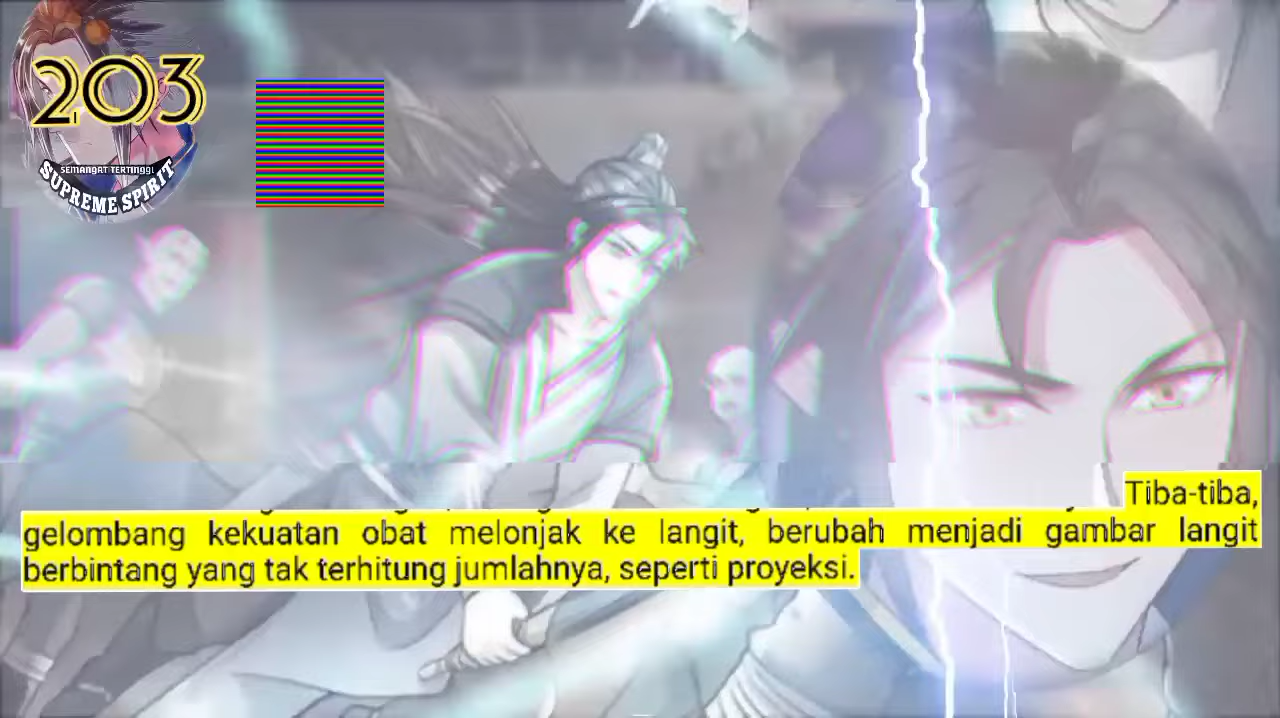 203
SEMANGAT TERTINGGI
SUPREME SPIRIT
Tiba-tiba,
gelombang kekuatan obat melonjak ke langit, berubah menjadi gambar langit
berbintang yang tak terhitung jumlahnya, seperti proyeksi.